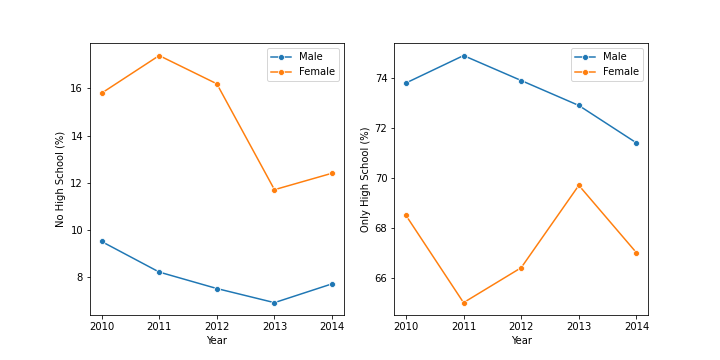 Male
Female
No High School (%)
16
14
12
10
8
2010 2011 2012 2013 2014
Year
Male
Female
Only High School (%)
74
72
70
68
66
2010 2011 2012 2013 2014
Year